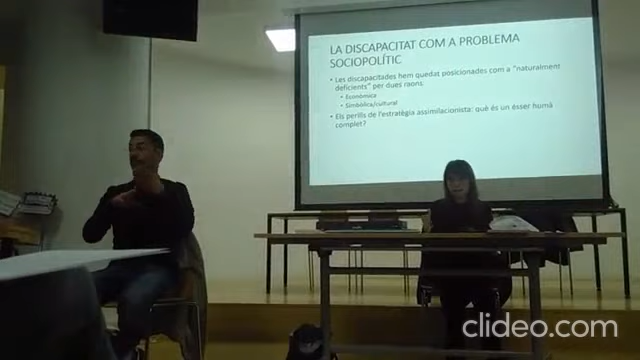 LA DISCAPACITAT COM A PROBLEMA
SOCIOPOLÍTIC
• Les discapacitades hem quedat posicionades com a "naturalment
deficients" per dues raons.
• Econòmica
• Simbòlica/cultural
• Els perills de l'estratègia assimilacionista: què és un ésser humà
complet?
clideo.com